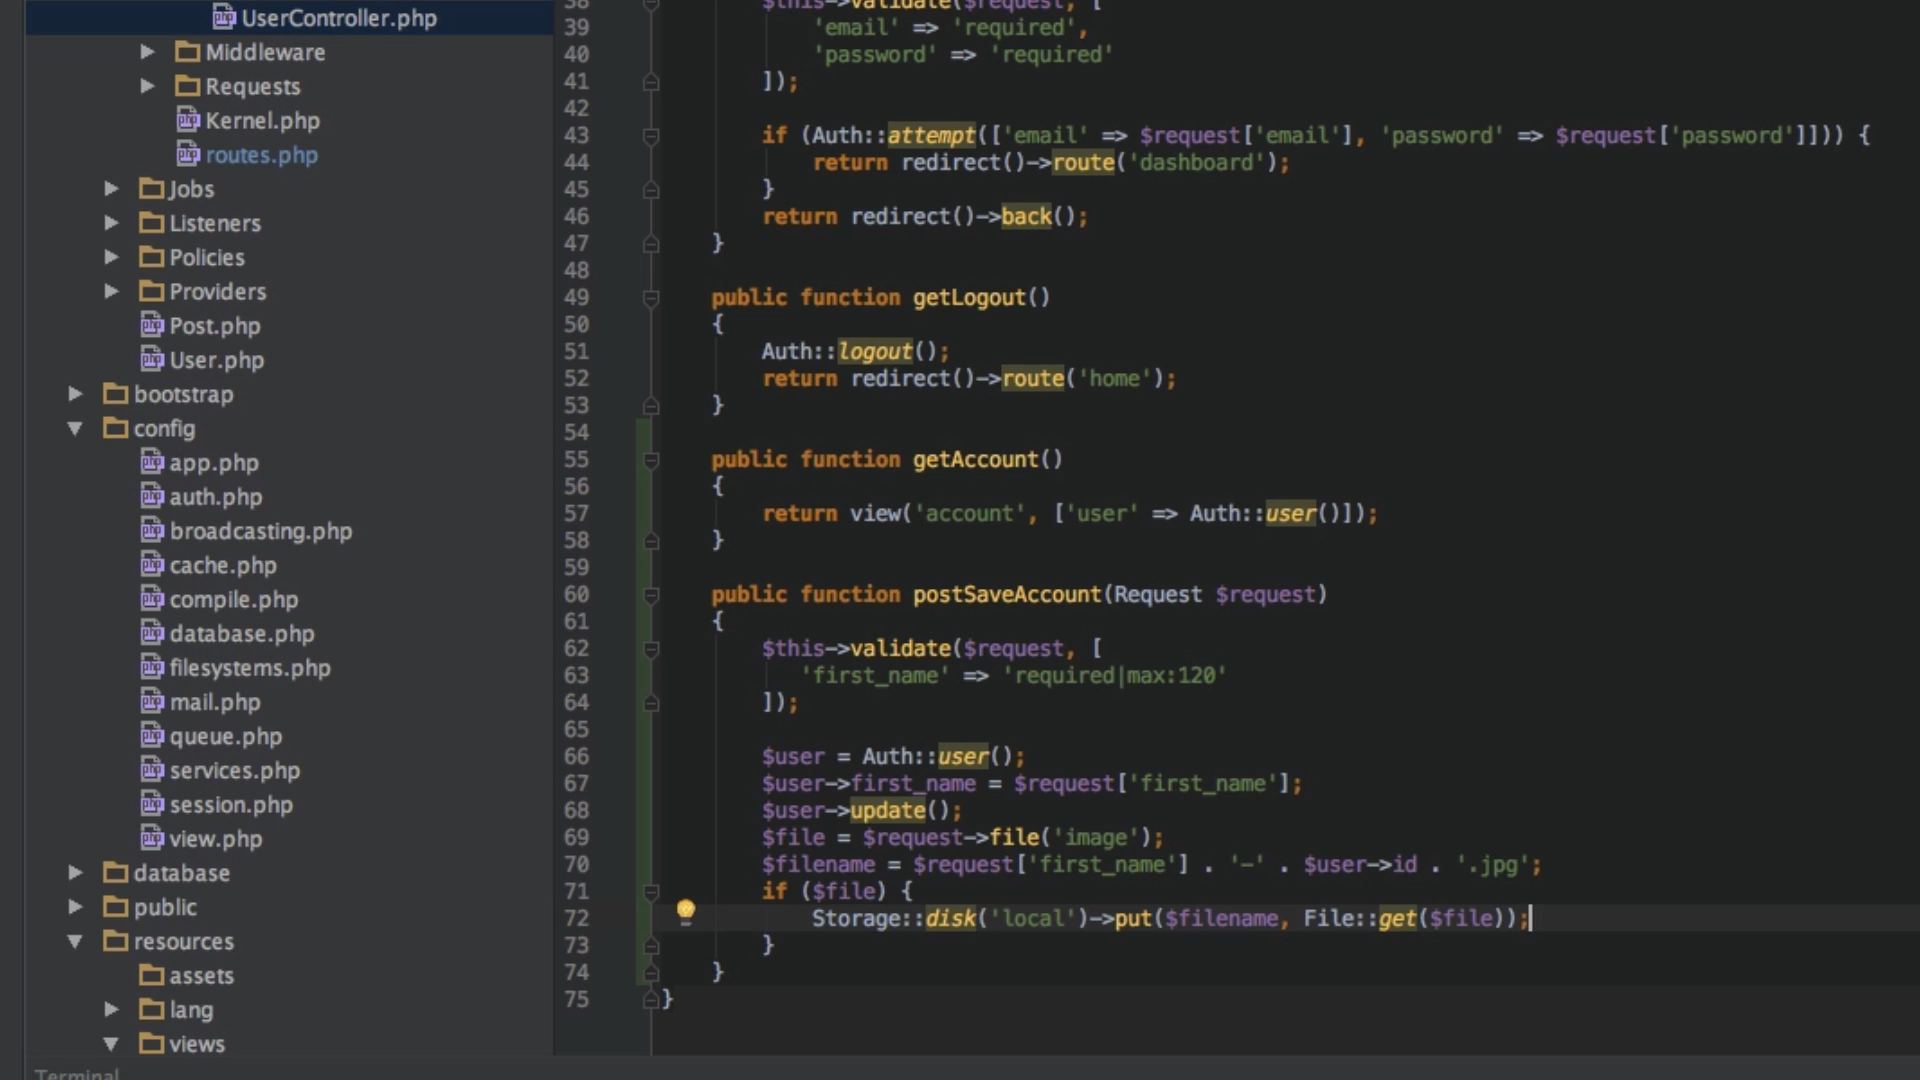 UserController.php
Middleware
Requests
Kernel.php
routes.php
Jobs
Listeners
Policies
Providers
Post.php
User.php
bootstrap
config
app.php
auth.php
broadcasting.php
cache.php
compile.php
database.php
filesystems.php
mail.php
queue.php
services.php
session.php
view.php
database
public
resources
assets
lang
views
Terminal
38 $this->validate($request, [
39 'email' => 'required',
40 'password' => 'required'
41 ]);
42
43 if (Auth::attempt(['email' => $request['email'], 'password' => $request['password']])) {
44 return redirect()->route('dashboard');
45 }
46 return redirect()->back();
47 }
48
49 public function getLogout()
50 {
51 Auth::logout();
52 return redirect()->route('home');
53 }
54
55 public function getAccount()
56 {
57 return view('account', ['user' => Auth::user()]);
58 }
59
60 public function postSaveAccount(Request $request)
61 {
62 $this->validate($request, [
63 'first_name' => 'required|max:120'
64 ]);
65
66 $user = Auth::user();
67 $user->first_name = $request['first_name'];
68 $user->update();
69 $file = $request->file('image');
70 $filename = $request['first_name'] . '-' . $user->id . '.jpg';
71 if ($file) {
72 Storage::disk('local')->put($filename, File::get($file));
73 }
74 }
75 }